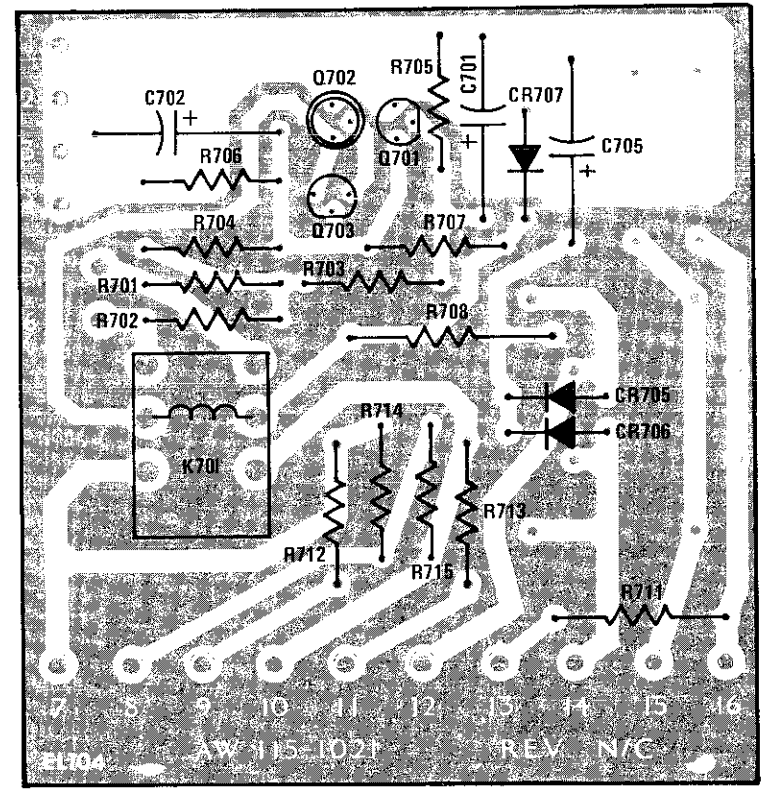 R705
C701
Q702
CR707
C702
C705
R706
Q701
Q703
R704
R707
R703
R701
R702
R708
CR705
R714
CR706
K701
R713
R712
R715
R711
7 8 9 10 11 12 13 14 15 16
AW 115-1021 REV N/C
EL704